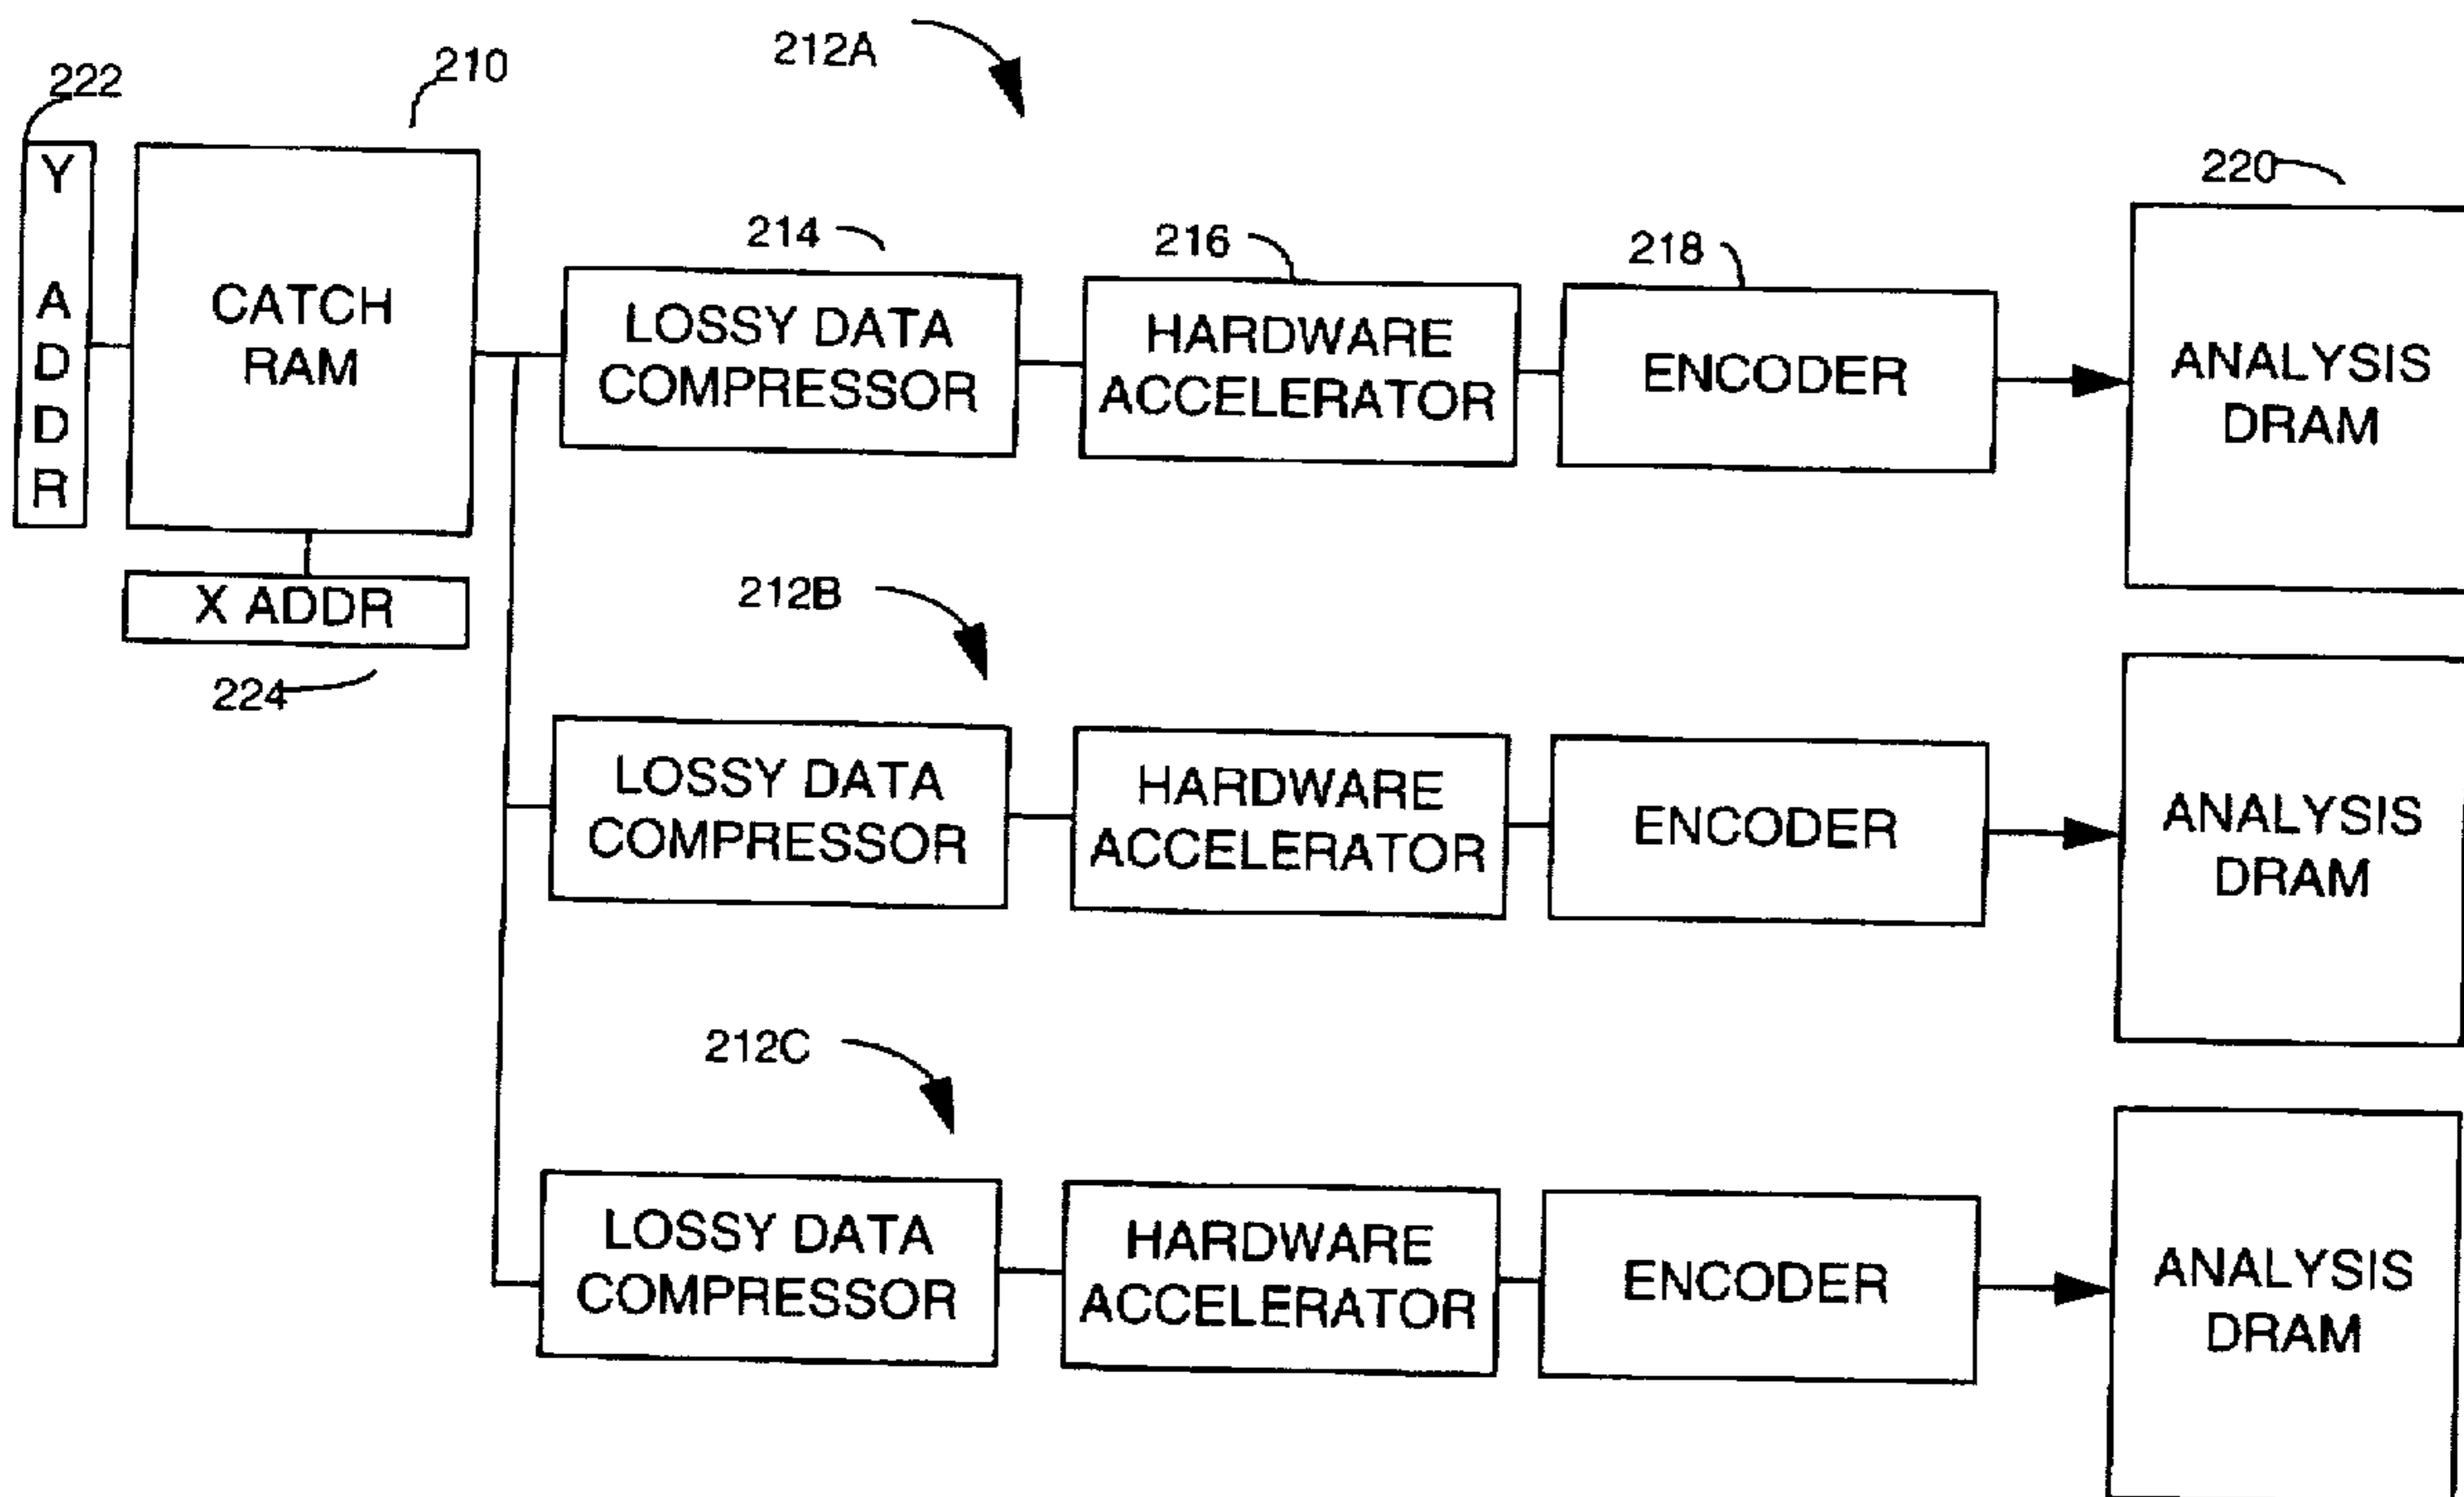 212A
222
210
220
Y ADDR
CATCH
RAM
214
216
218
LOSSY DATA
COMPRESSOR
HARDWARE
ACCELERATOR
ENCODER
ANALYSIS
DRAM
X ADDR
224
212B
LOSSY DATA
COMPRESSOR
HARDWARE
ACCELERATOR
ENCODER
ANALYSIS
DRAM
212C
LOSSY DATA
COMPRESSOR
HARDWARE
ACCELERATOR
ENCODER
ANALYSIS
DRAM